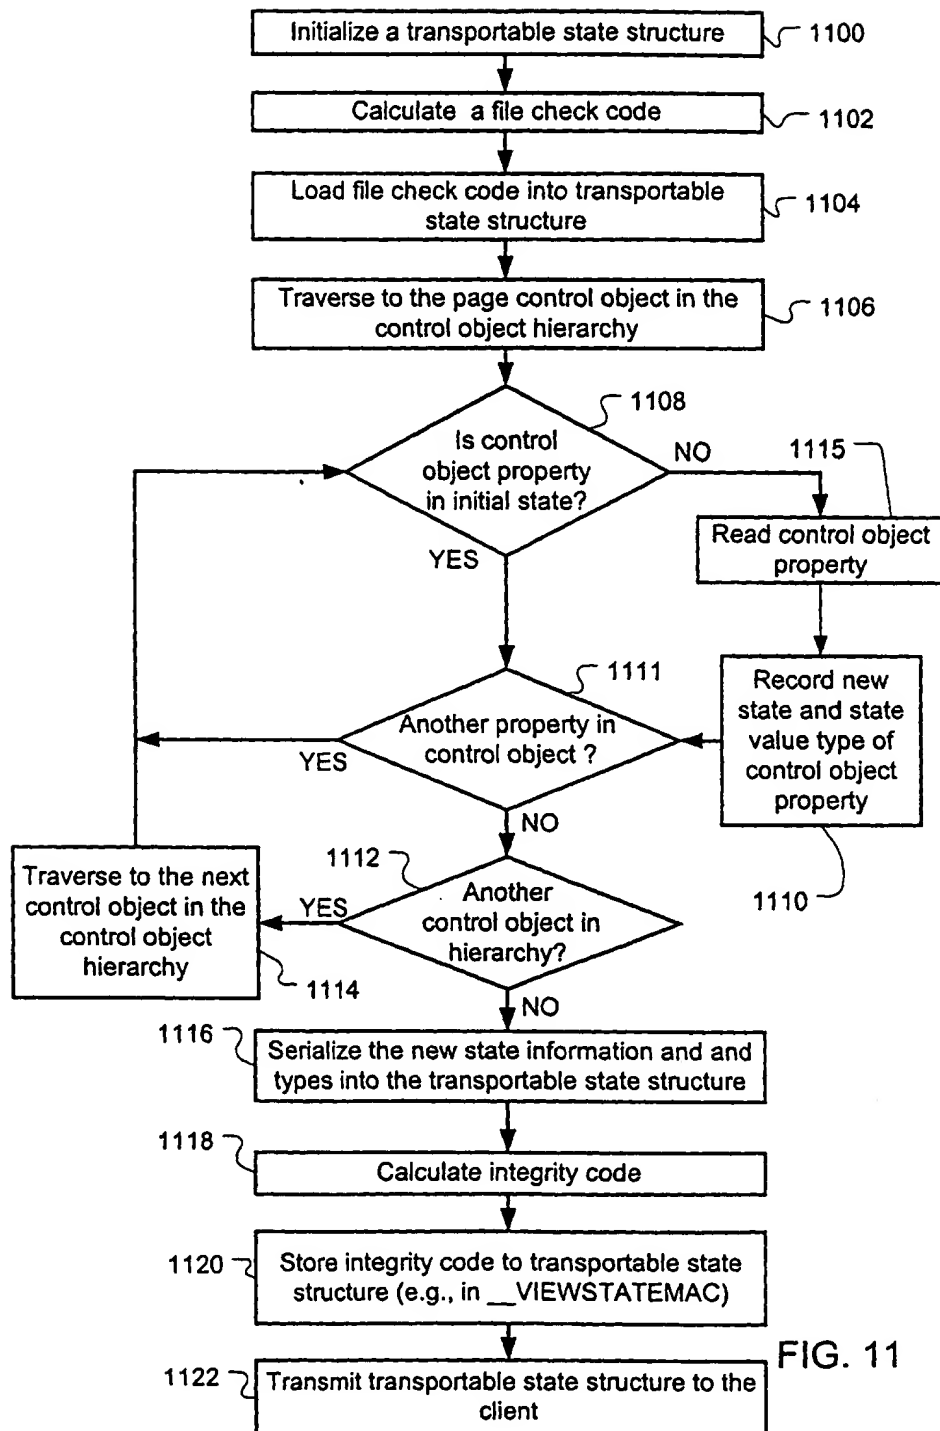 Initialize a transportable state structure
1100
Calculate a file check code
1102
Load file check code into transportable
state structure
1104
Traverse to the page control object in the
control object hierarchy
1106
1108
Is control
object property
in initial state?
NO
YES
1115
Read control object
property
1111
Another property in
control object ?
YES
NO
Record new
state and state
value type of
control object
property
1110
1112
Another
control object in
hierarchy?
YES
NO
Traverse to the next
control object in the
control object
hierarchy
1114
1116
Serialize the new state information and and
types into the transportable state structure
1118
Calculate integrity code
1120
Store integrity code to transportable state
structure (e.g., in __VIEWSTATEMAC)
FIG. 11
1122
Transmit transportable state structure to the
client